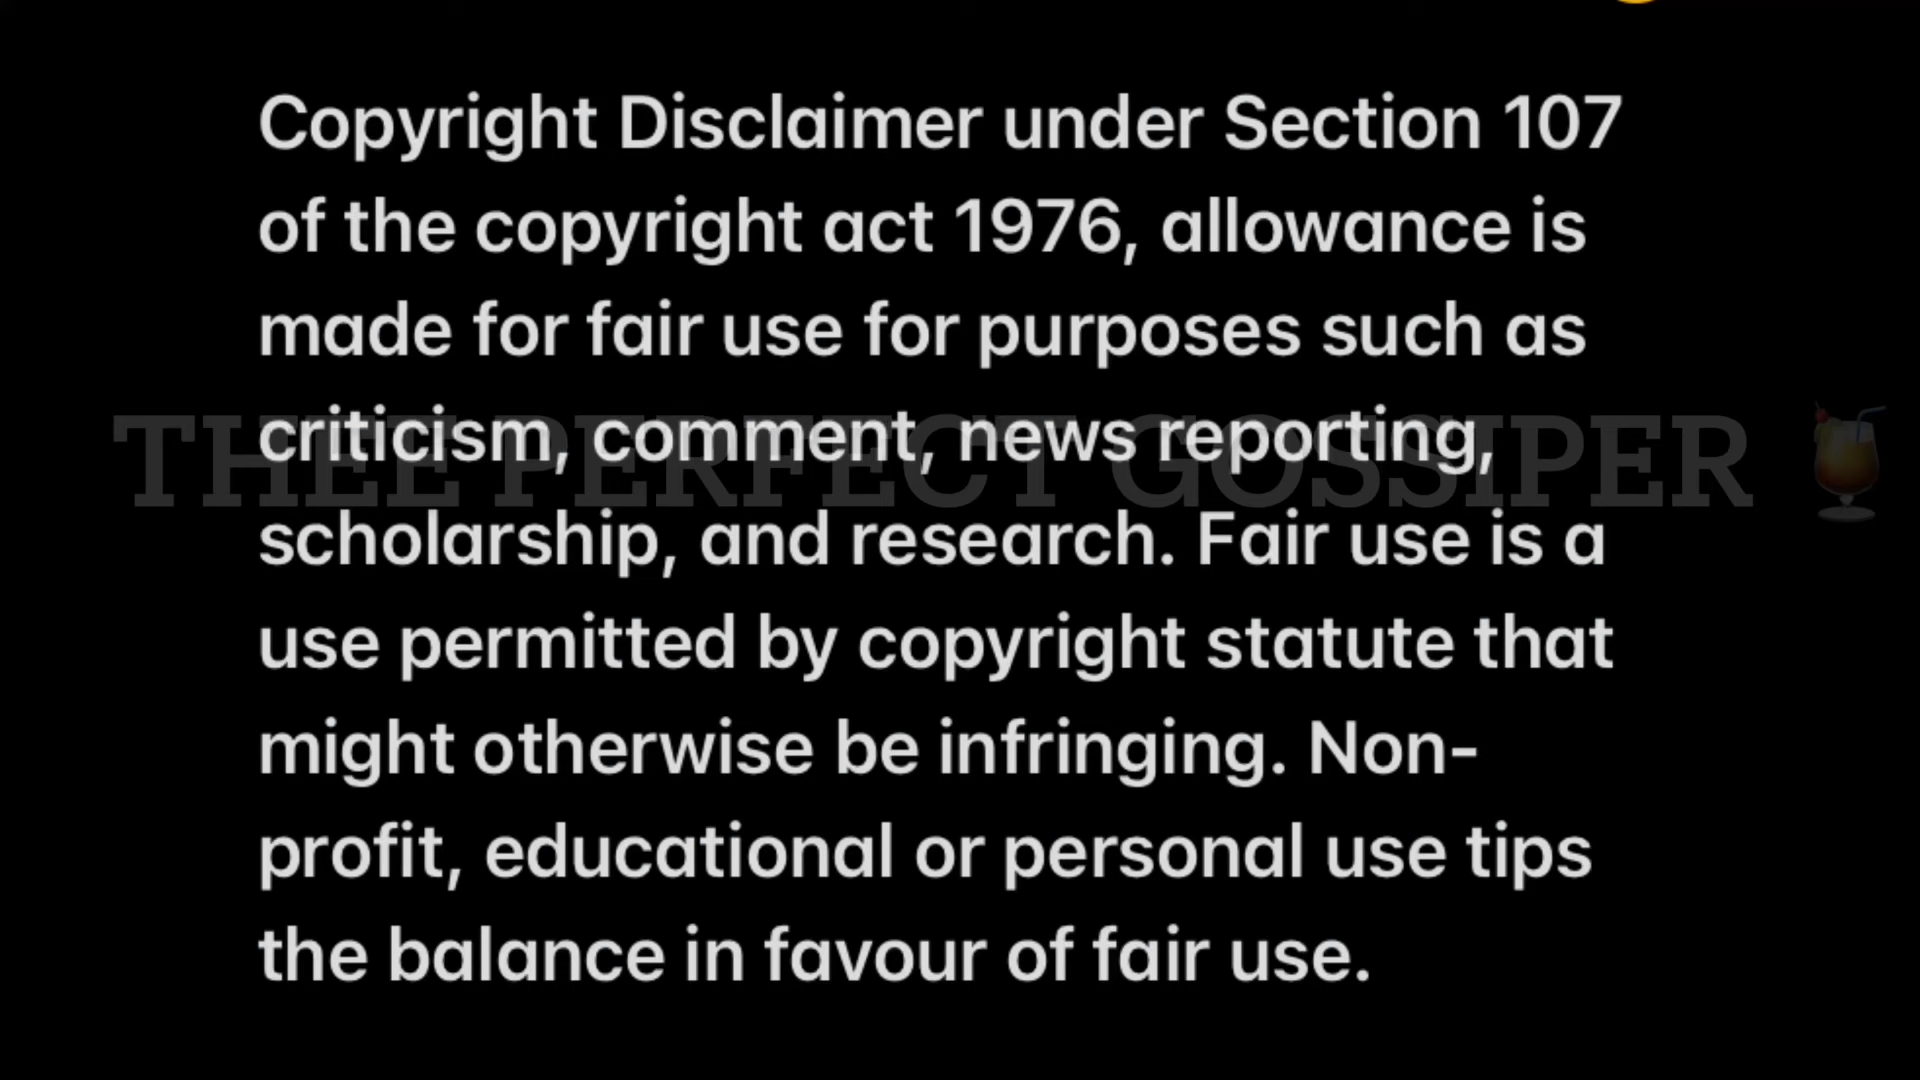 Copyright Disclaimer under Section 107
of the copyright act 1976, allowance is
made for fair use for purposes such as
criticism, comment, news reporting,
THEE PERFECT GOSSIPER
scholarship, and research. Fair use is a
use permitted by copyright statute that
might otherwise be infringing. Non-
profit, educational or personal use tips
the balance in favour of fair use.